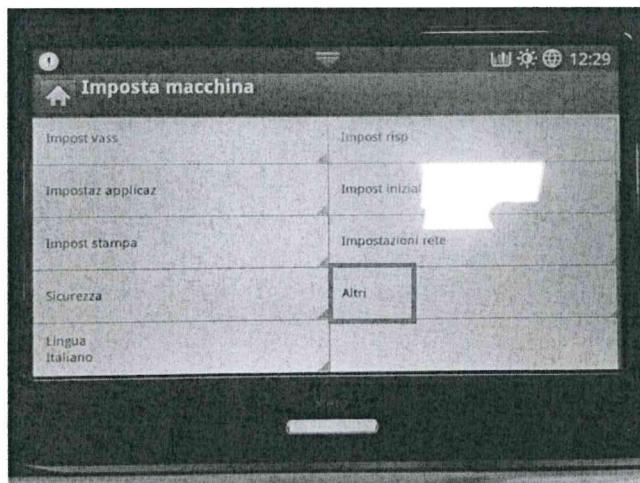 12:29
Imposta macchina
Impost vass
Impost risp
Impostaz applicaz
Impost inizial
Impost stampa
Impostazioni rete
Sicurezza
Altri
Lingua
Italiano